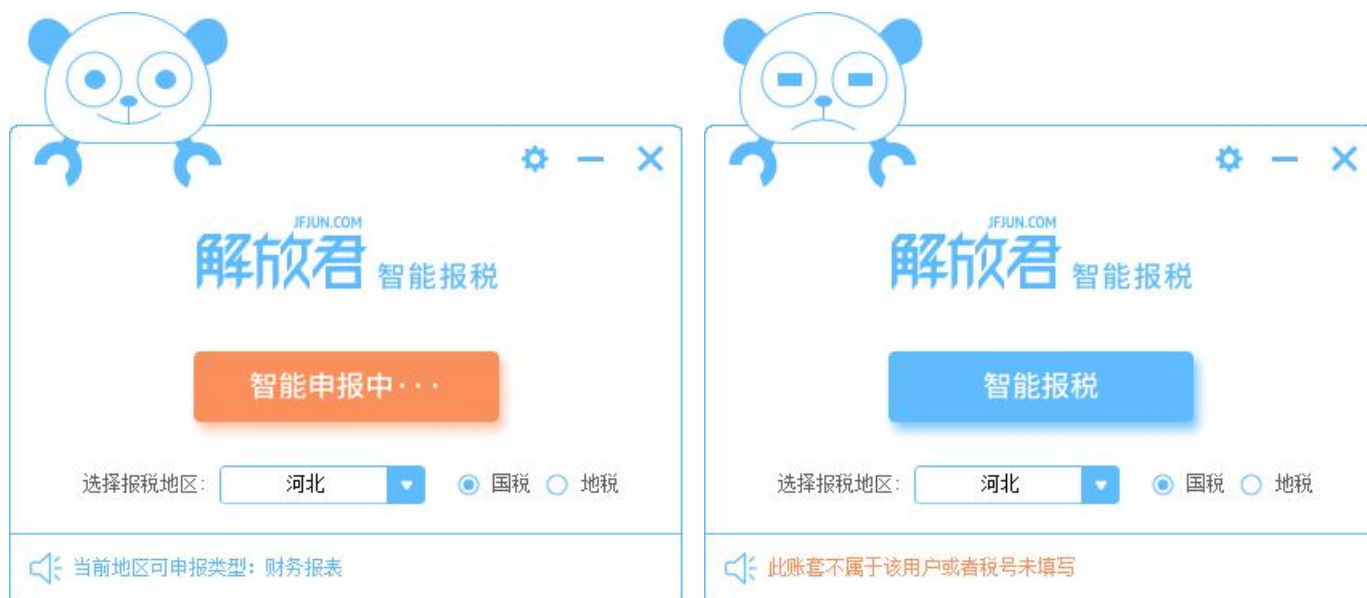 JFJUN.COM
解放君 智能报税
智能申报中···
选择报税地区: 河北 国税 地税
当前地区可申报类型: 财务报表
JFJUN.COM
解放君 智能报税
智能报税
选择报税地区: 河北 国税 地税
此账套不属于该用户或者税号未填写